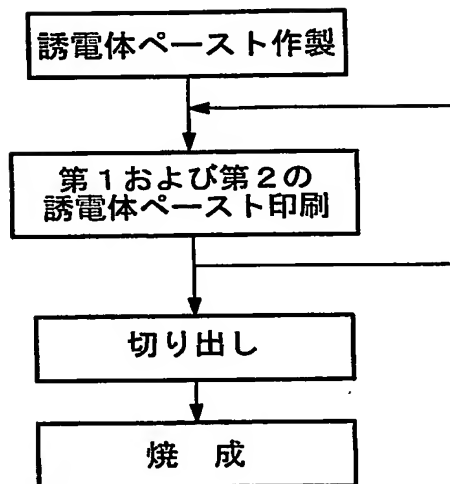 誘電体ペースト作製
第1および第2の
誘電体ペースト印刷
切り出し
焼 成